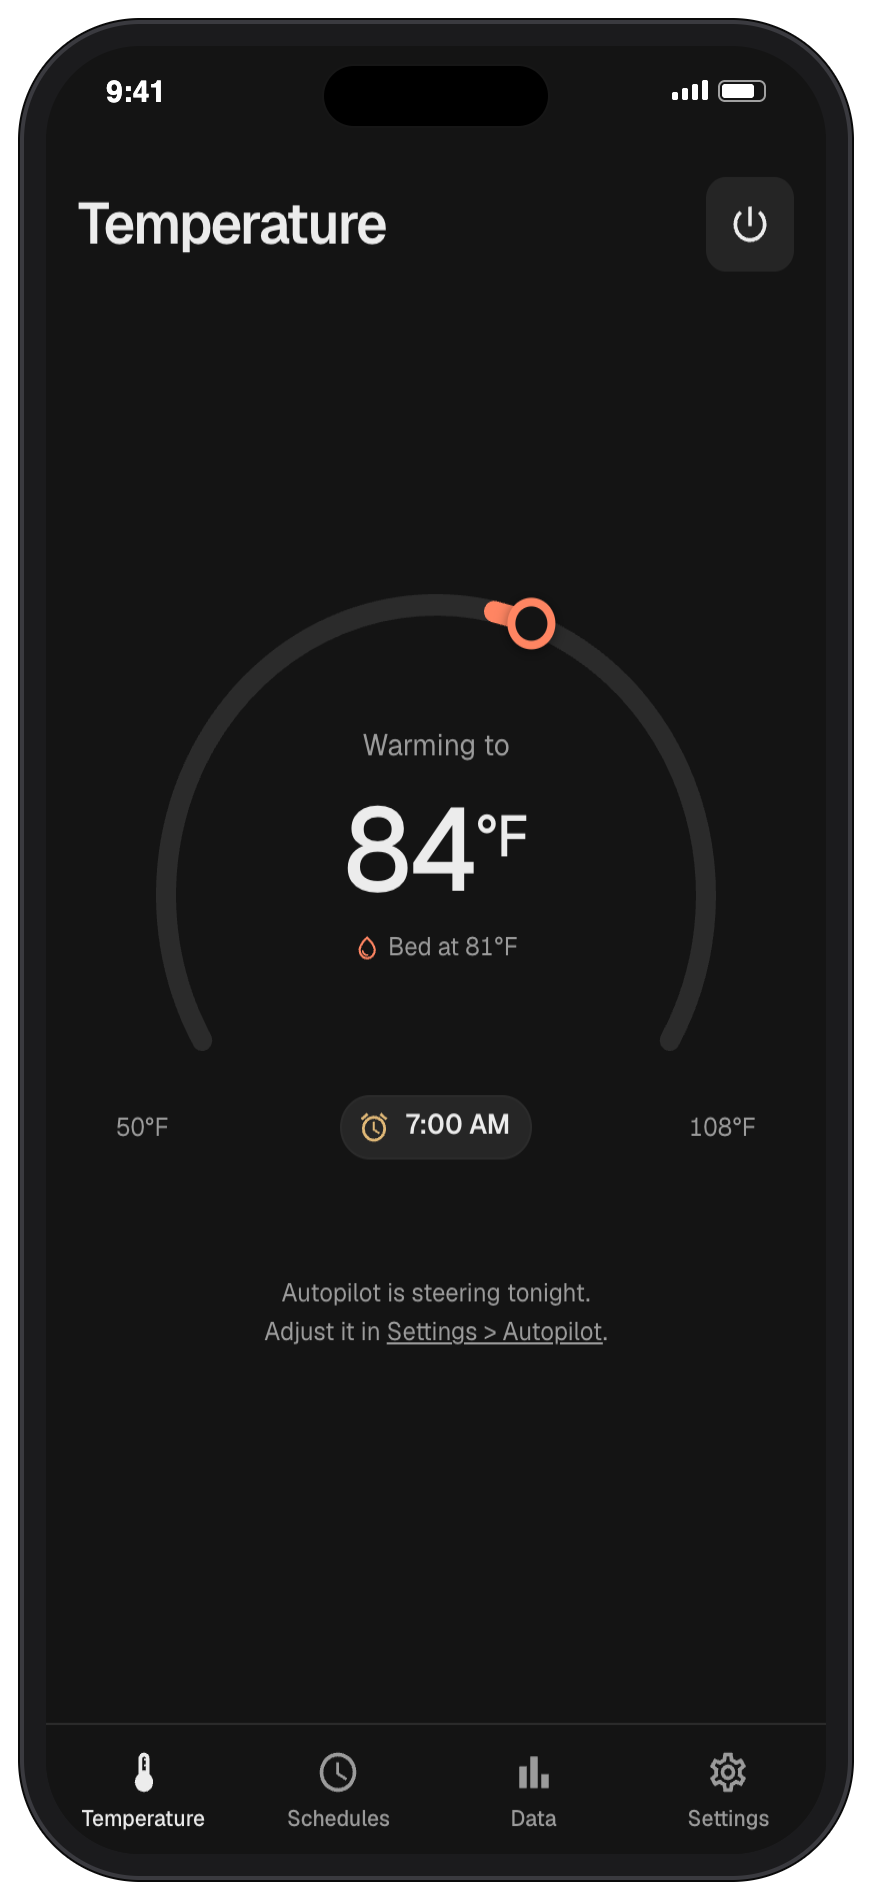 9:41
Temperature
Warming to
84°F
Bed at 81°F
50°F
7:00 AM
108°F
Autopilot is steering tonight.
Adjust it in Settings > Autopilot.
Temperature
Schedules
Data
Settings